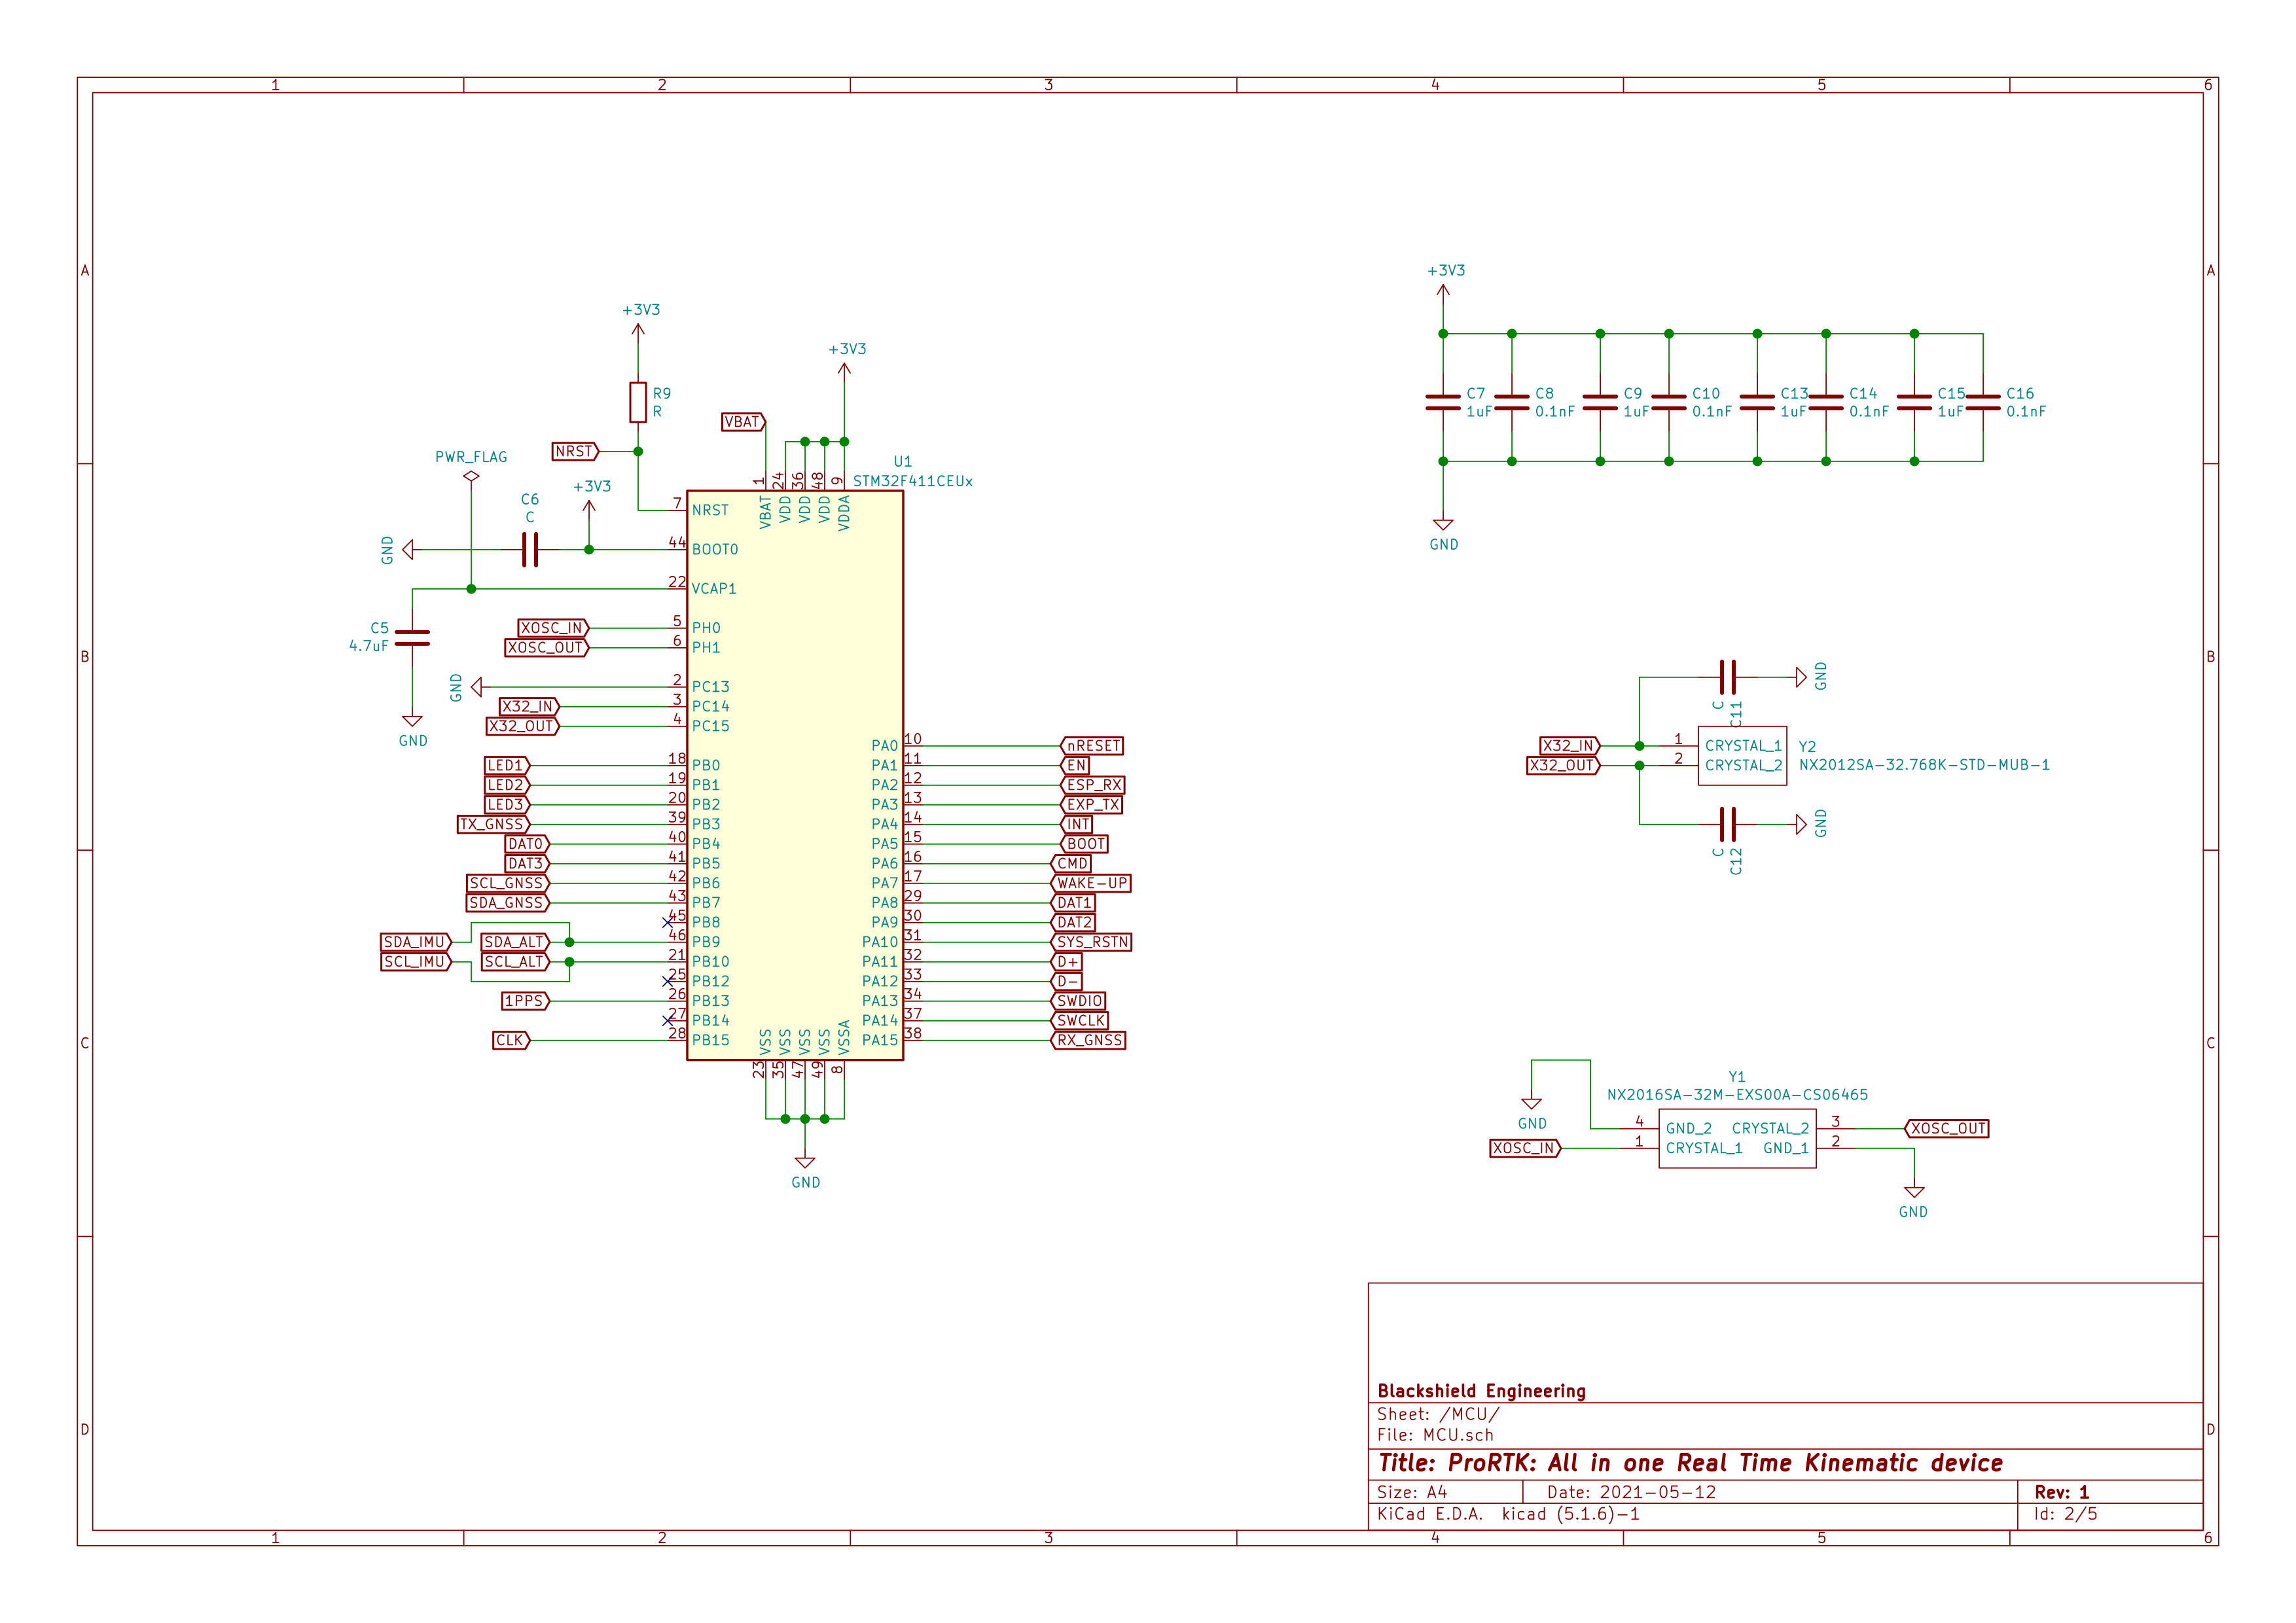 1 2 3 4 5 6
A
B
C
D
A
B
C
D
1 2 3 4 5 6
+3V3
R9
R
NRST
PWR_FLAG
C6
C
+3V3
GND
C5
4.7uF
GND
VBAT
+3V3
U1
STM32F411CEUx
1 24 36 48 9
VBAT VDD VDD VDD VDDA
7 NRST
44 BOOT0
22 VCAP1
XOSC_IN 5 PH0
XOSC_OUT 6 PH1
GND 2 PC13
X32_IN 3 PC14
X32_OUT 4 PC15
LED1 18 PB0
LED2 19 PB1
LED3 20 PB2
TX_GNSS 39 PB3
DAT0 40 PB4
DAT3 41 PB5
SCL_GNSS 42 PB6
SDA_GNSS 43 PB7
45 PB8
SDA_IMU SDA_ALT 46 PB9
SCL_IMU SCL_ALT 21 PB10
25 PB12
1PPS 26 PB13
27 PB14
CLK 28 PB15
PA0 10 nRESET
PA1 11 EN
PA2 12 ESP_RX
PA3 13 EXP_TX
PA4 14 INT
PA5 15 BOOT
PA6 16 CMD
PA7 17 WAKE-UP
PA8 29 DAT1
PA9 30 DAT2
PA10 31 SYS_RSTN
PA11 32 D+
PA12 33 D-
PA13 34 SWDIO
PA14 37 SWCLK
PA15 38 RX_GNSS
VSS VSS VSS VSS VSSA
23 35 47 49 8
GND
+3V3
C7 C8 C9 C10 C13 C14 C15 C16
1uF 0.1nF 1uF 0.1nF 1uF 0.1nF 1uF 0.1nF
GND
C
C11
GND
X32_IN 1 CRYSTAL_1 Y2
X32_OUT 2 CRYSTAL_2 NX2012SA-32.768K-STD-MUB-1
C
C12
GND
Y1
NX2016SA-32M-EXS00A-CS06465
GND
4 GND_2 CRYSTAL_2 3 XOSC_OUT
XOSC_IN 1 CRYSTAL_1 GND_1 2
GND
Blackshield Engineering
Sheet: /MCU/
File: MCU.sch
Title: ProRTK: All in one Real Time Kinematic device
Size: A4 Date: 2021-05-12 Rev: 1
KiCad E.D.A. kicad (5.1.6)-1 Id: 2/5